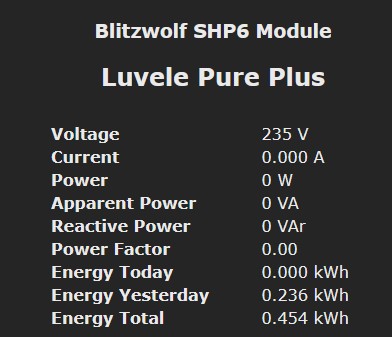 Blitzwolf SHP6 Module
Luvele Pure Plus
Voltage 235 V
Current 0.000 A
Power 0 W
Apparent Power 0 VA
Reactive Power 0 VAr
Power Factor 0.00
Energy Today 0.000 kWh
Energy Yesterday 0.236 kWh
Energy Total 0.454 kWh